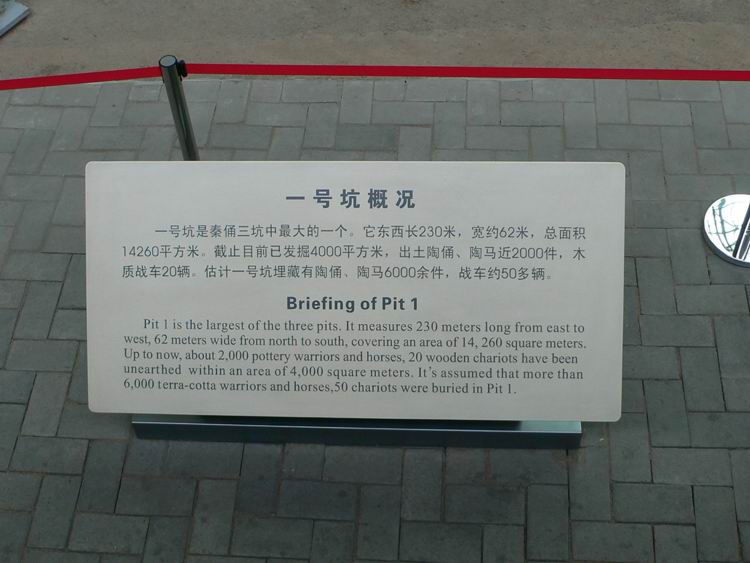 一号坑概况
一号坑是秦俑三坑中最大的一个。它东西长230米，宽约62米，总面积
14260平方米。截止目前已发掘4000平方米，出土陶俑、陶马近2000件，木
质战车20辆。估计一号坑埋藏有陶俑、陶马6000余件，战车约50多辆。
Briefing of Pit 1
Pit 1 is the largest of the three pits. It measures 230 meters long from east to
west, 62 meters wide from north to south, covering an area of 14, 260 square meters.
Up to now, about 2,000 pottery warriors and horses, 20 wooden chariots have been
unearthed within an area of 4,000 square meters. It's assumed that more than
6,000 terra-cotta warriors and horses,50 chariots were buried in Pit 1.